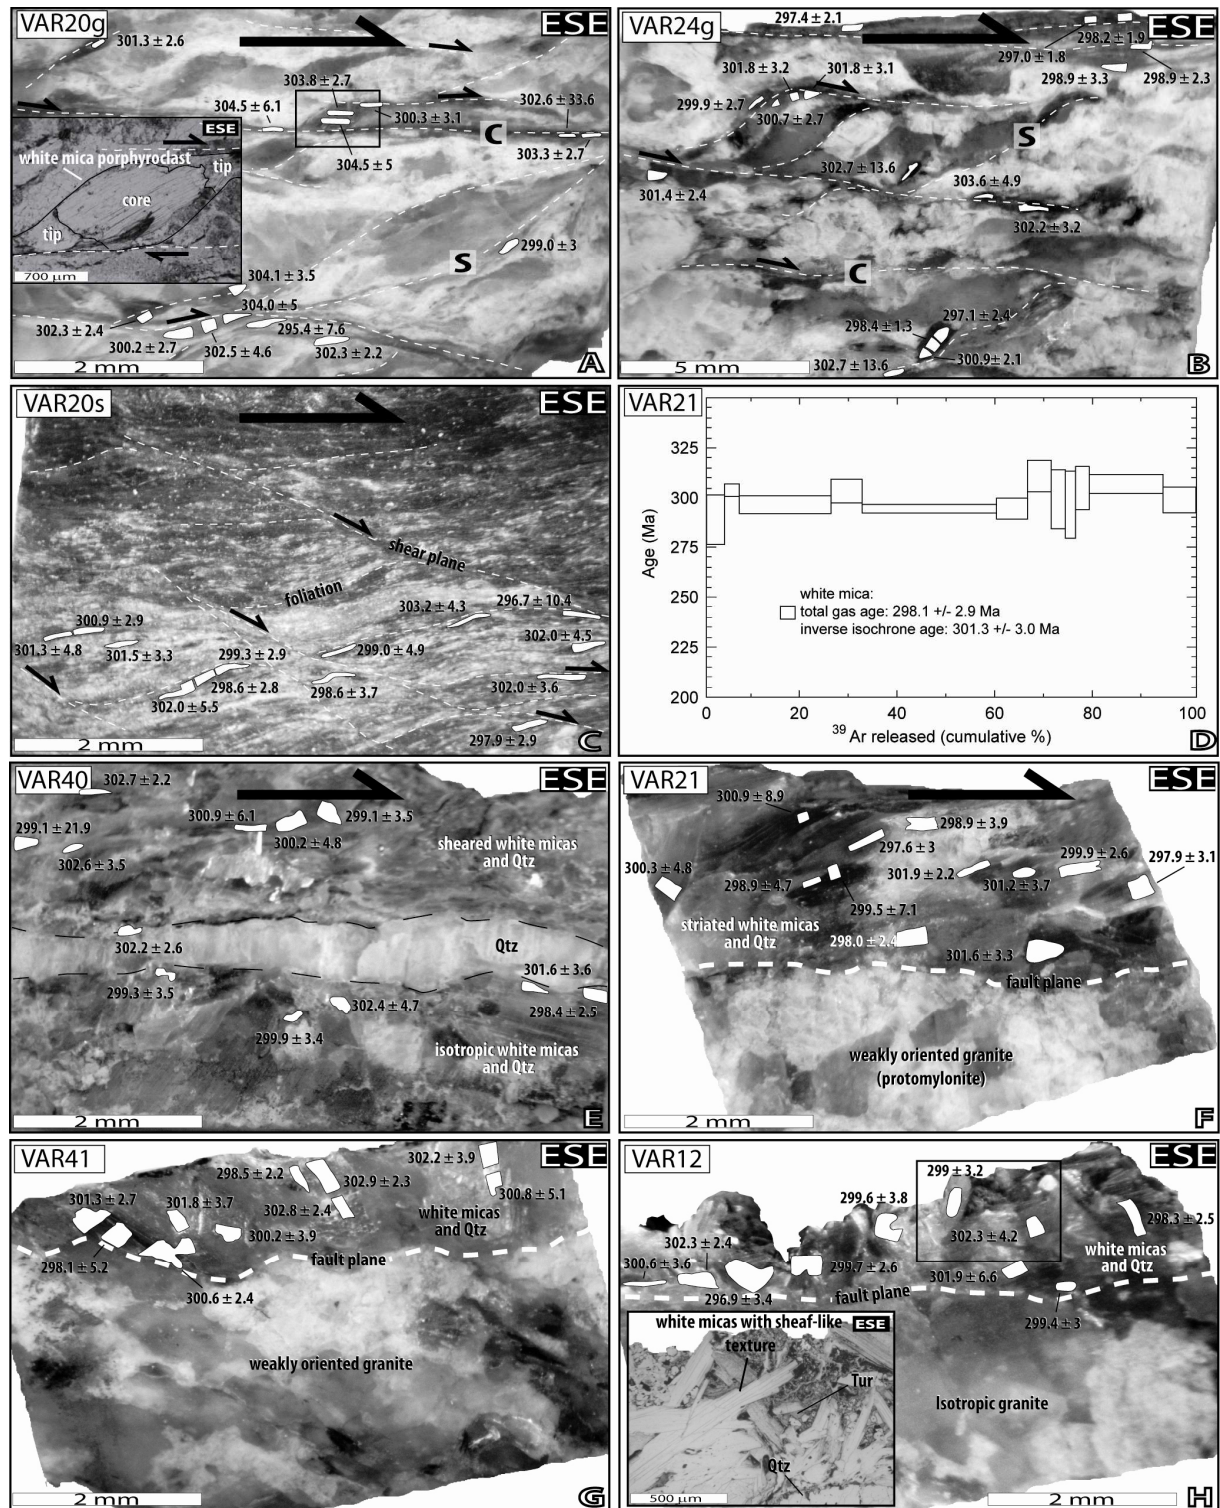 VAR20g
ESE
301.3 ± 2.6
303.8 ± 2.7
304.5 ± 6.1
300.3 ± 3.1
302.6 ± 33.6
C
304.5 ± 5
303.3 ± 2.7
ESE
white mica porphyroclast
tip
core
tip
700 µm
S
299.0 ± 3
304.1 ± 3.5
304.0 ± 5
302.3 ± 2.4
295.4 ± 7.6
300.2 ± 2.7
302.5 ± 4.6
302.3 ± 2.2
2 mm
A
VAR24g
ESE
297.4 ± 2.1
298.2 ± 1.9
297.0 ± 1.8
301.8 ± 3.2
301.8 ± 3.1
298.9 ± 3.3
298.9 ± 2.3
299.9 ± 2.7
300.7 ± 2.7
S
302.7 ± 13.6
303.6 ± 4.9
301.4 ± 2.4
302.2 ± 3.2
C
297.1 ± 2.4
298.4 ± 1.3
300.9 ± 2.1
302.7 ± 13.6
5 mm
B
VAR20s
ESE
shear plane
foliation
303.2 ± 4.3
296.7 ± 10.4
300.9 ± 2.9
301.3 ± 4.8
301.5 ± 3.3
299.3 ± 2.9
299.0 ± 4.9
302.0 ± 4.5
298.6 ± 2.8
298.6 ± 3.7
302.0 ± 3.6
302.0 ± 5.5
297.9 ± 2.9
2 mm
C
VAR21
325
300
275
250
225
200
Age (Ma)
white mica:
total gas age: 298.1 +/- 2.9 Ma
inverse isochrone age: 301.3 +/- 3.0 Ma
0 20 40 60 80 100
39 Ar released (cumulative %)
D
VAR40
ESE
302.7 ± 2.2
300.9 ± 6.1
299.1 ± 3.5
299.1 ± 21.9
300.2 ± 4.8
302.6 ± 3.5
sheared white micas
and Qtz
302.2 ± 2.6
Qtz
299.3 ± 3.5
301.6 ± 3.6
302.4 ± 4.7
298.4 ± 2.5
299.9 ± 3.4
isotropic white micas
and Qtz
2 mm
E
VAR21
ESE
300.9 ± 8.9
298.9 ± 3.9
297.6 ± 3
299.9 ± 2.6
297.9 ± 3.1
300.3 ± 4.8
298.9 ± 4.7
301.9 ± 2.2
301.2 ± 3.7
299.5 ± 7.1
striated white micas
and Qtz
298.0 ± 2.4
301.6 ± 3.3
fault plane
weakly oriented granite
(protomylonite)
2 mm
F
VAR41
ESE
302.2 ± 3.9
298.5 ± 2.2
302.9 ± 2.3
301.3 ± 2.7
301.8 ± 3.7
302.8 ± 2.4
300.8 ± 5.1
white micas
and Qtz
300.2 ± 3.9
fault plane
298.1 ± 5.2
300.6 ± 2.4
weakly oriented granite
2 mm
G
VAR12
ESE
299 ± 3.2
299.6 ± 3.8
298.3 ± 2.5
302.3 ± 4.2
302.3 ± 2.4
300.6 ± 3.6
299.7 ± 2.6
white micas
and Qtz
301.9 ± 6.6
296.9 ± 3.4
fault plane
299.4 ± 3
white micas with sheaf-like
texture
ESE
Tur
Qtz
500 µm
Isotropic granite
2 mm
H